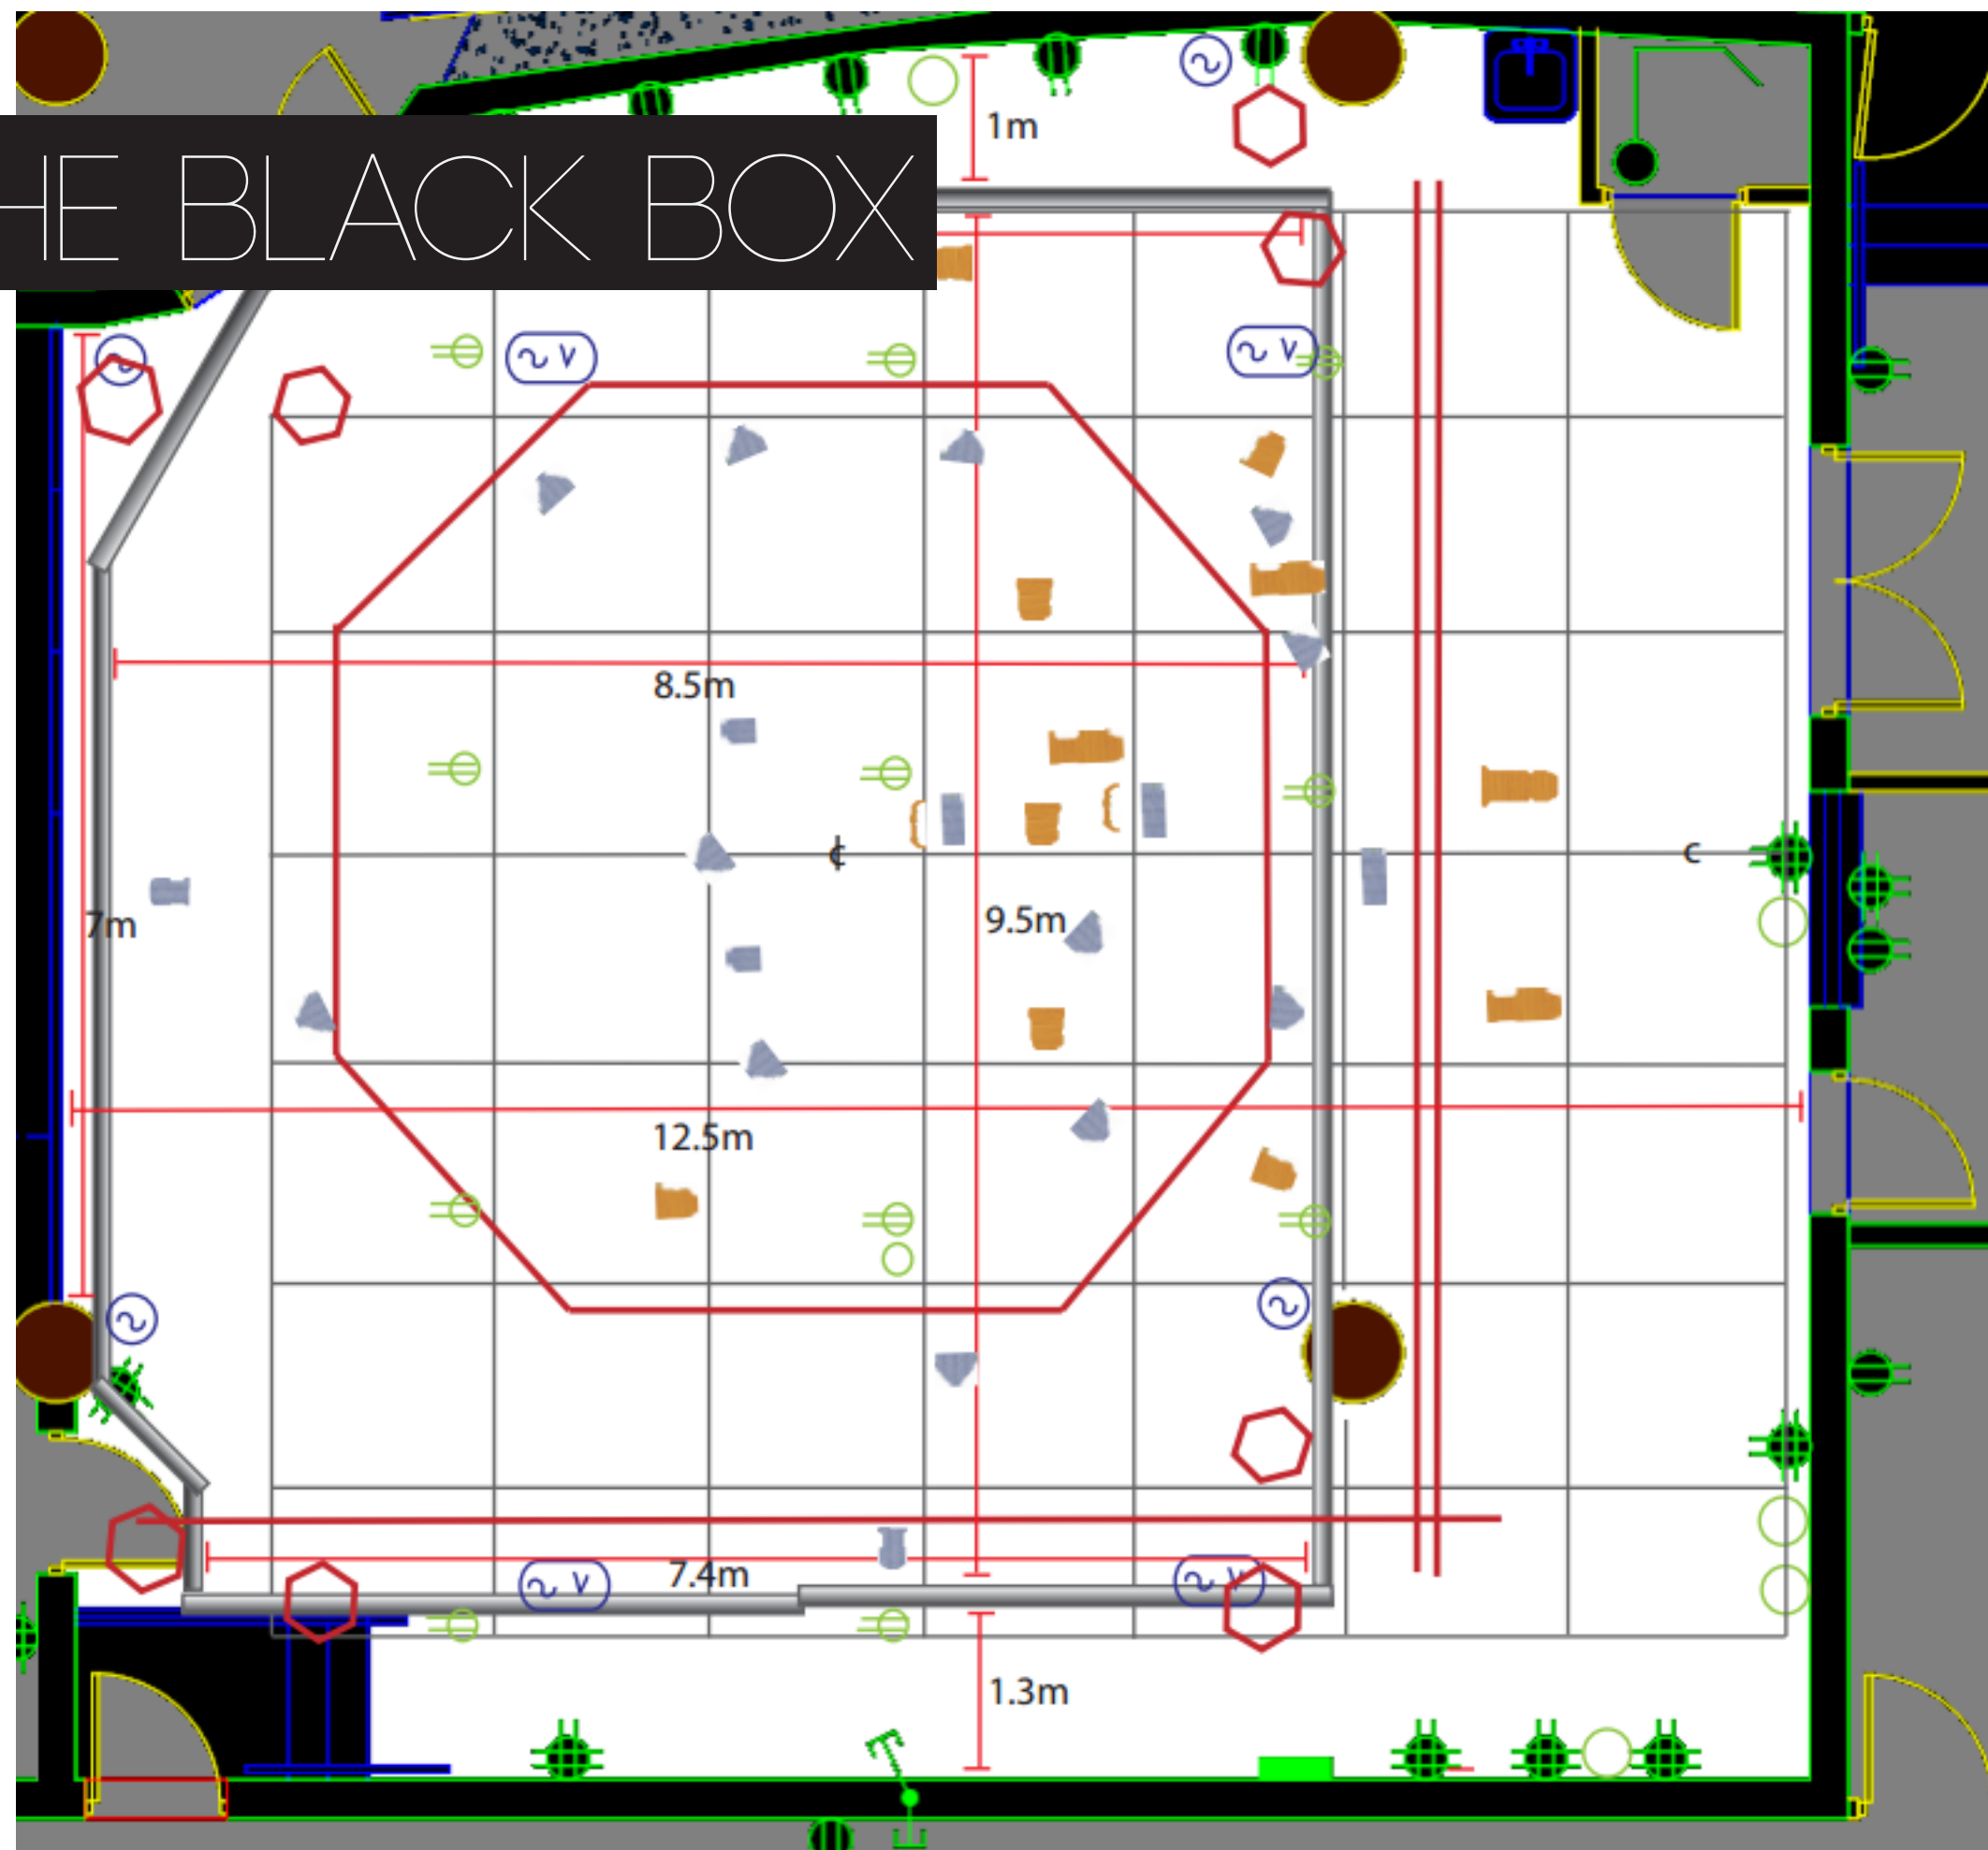 1m
HE BLACK BOX
~ V
~ V
8.5m
¢
c
9.5m
7m
12.5m
7.4m
~ V
~ V
1.3m